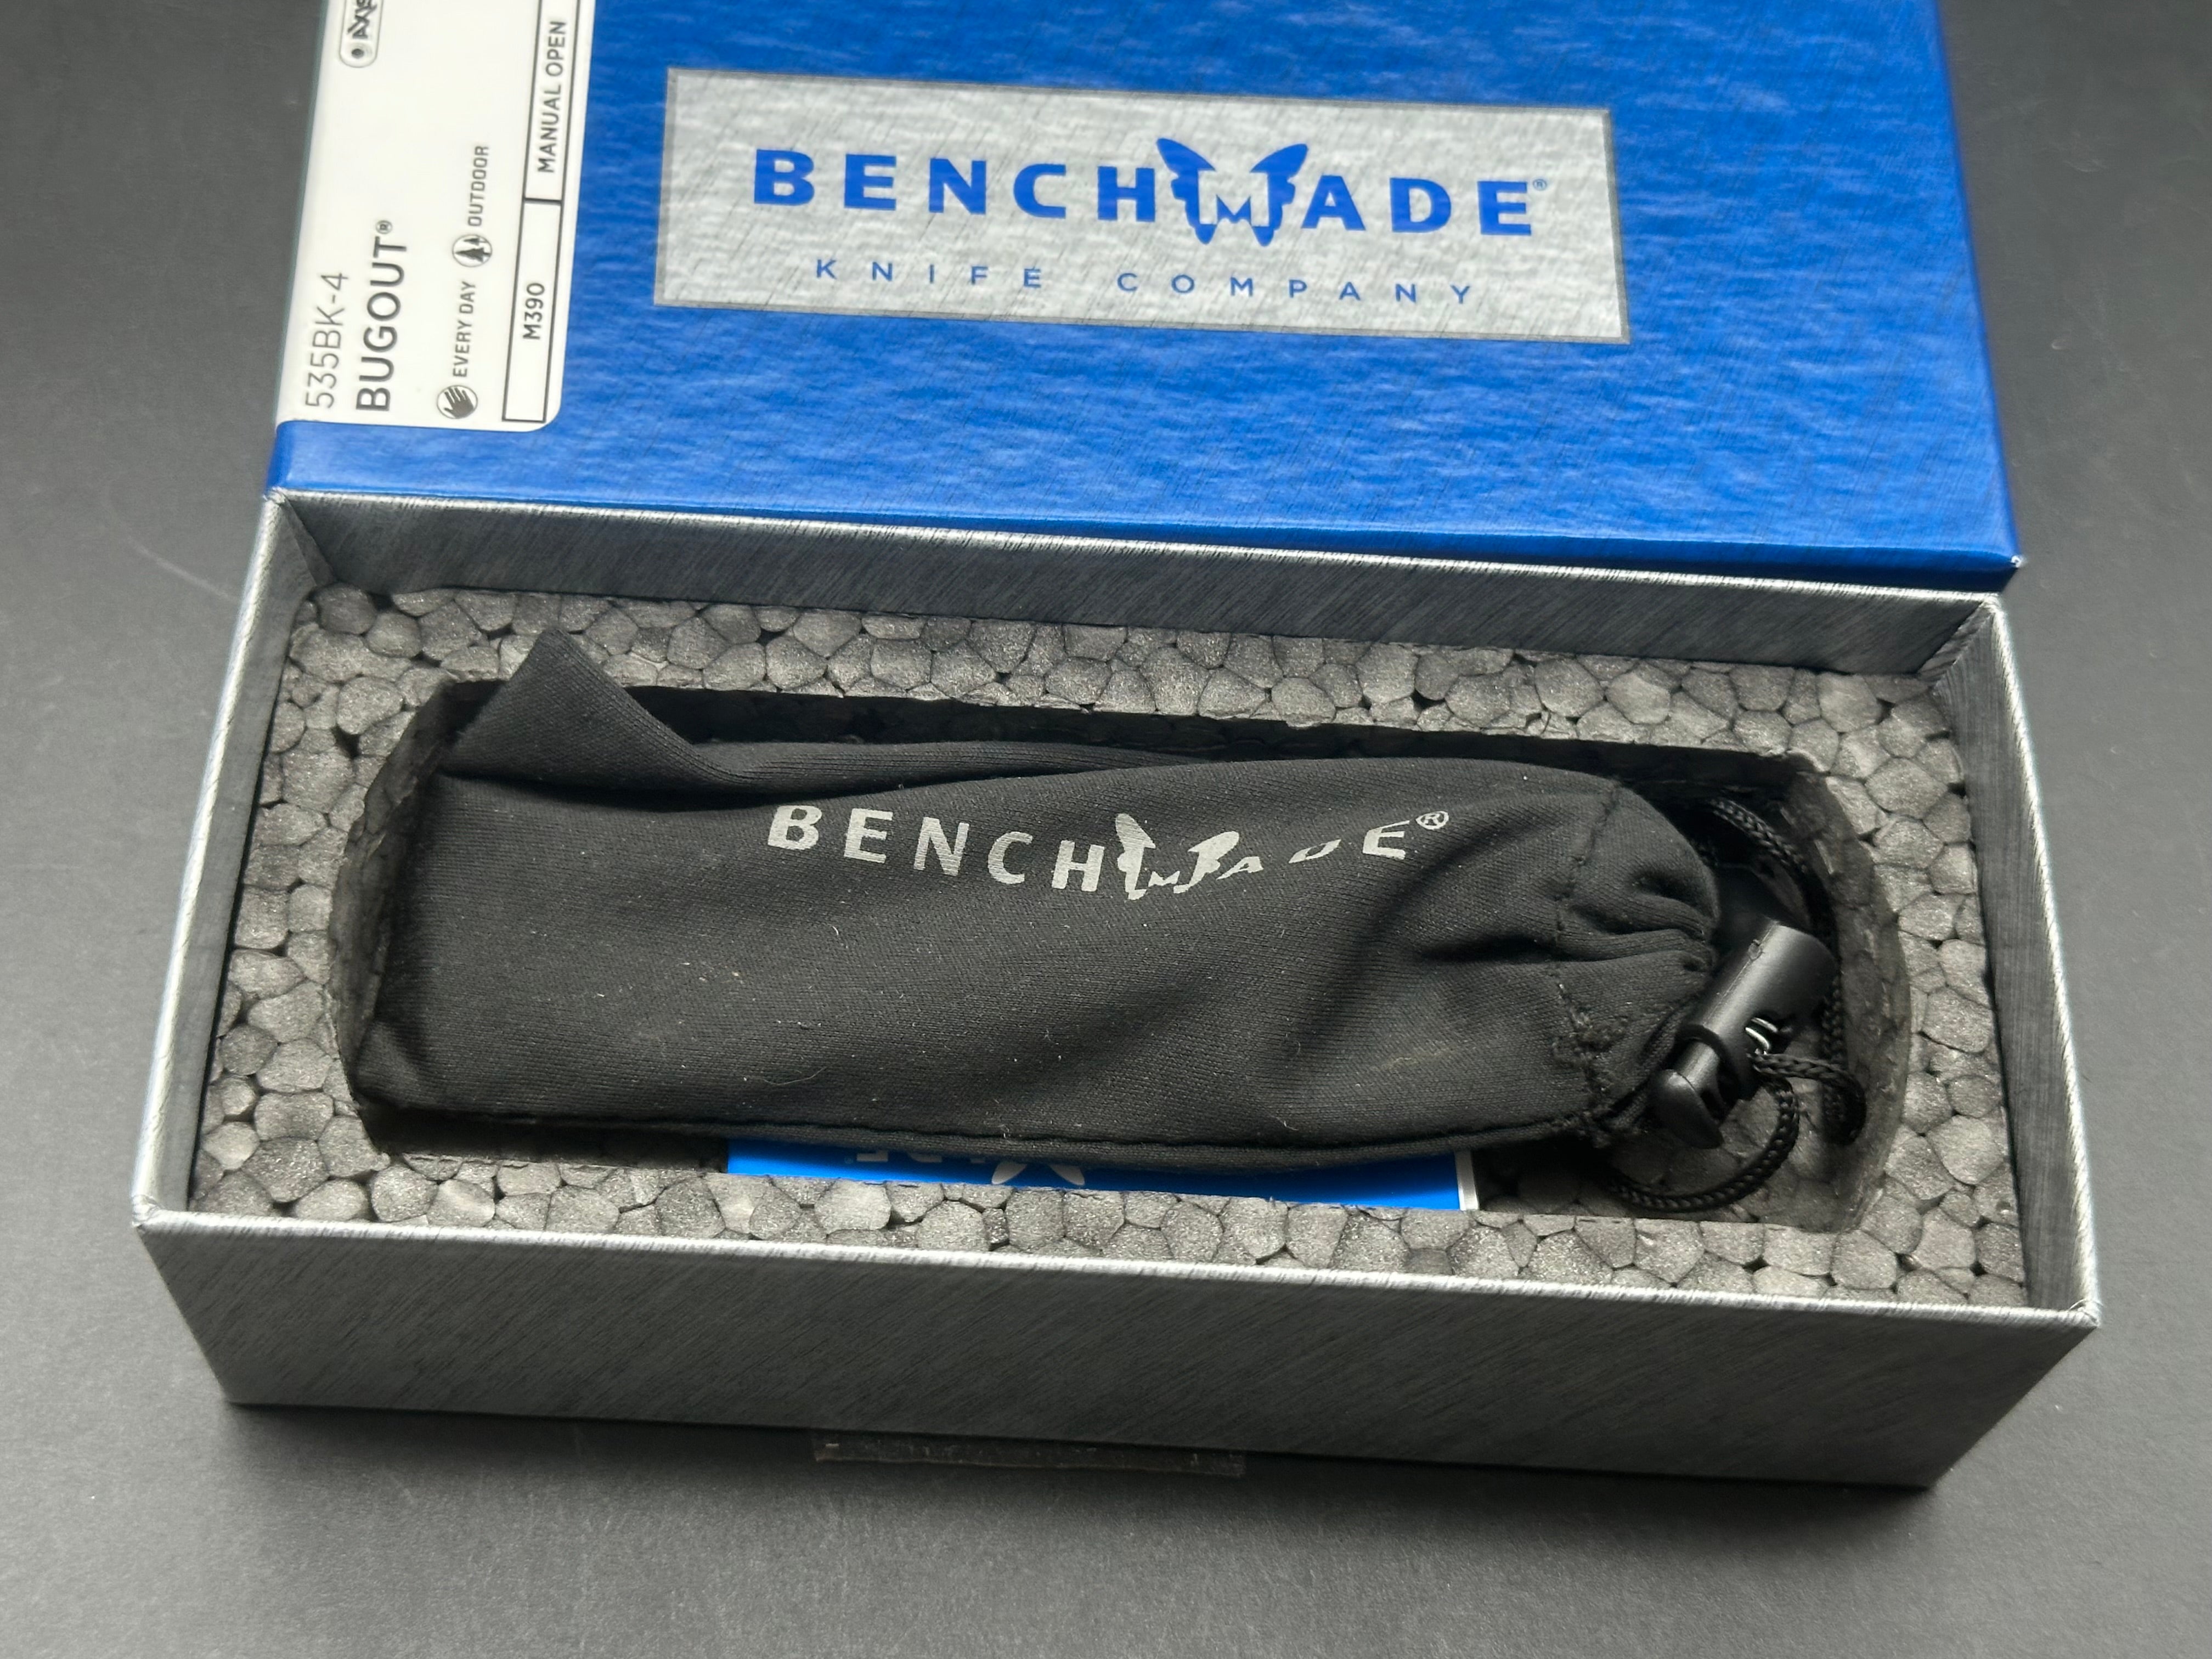 AXIS
535BK-4
BUGOUT®
EVERY DAY OUTDOOR
M390 MANUAL OPEN
BENCHMADE®
KNIFE COMPANY
BENCHMADE®